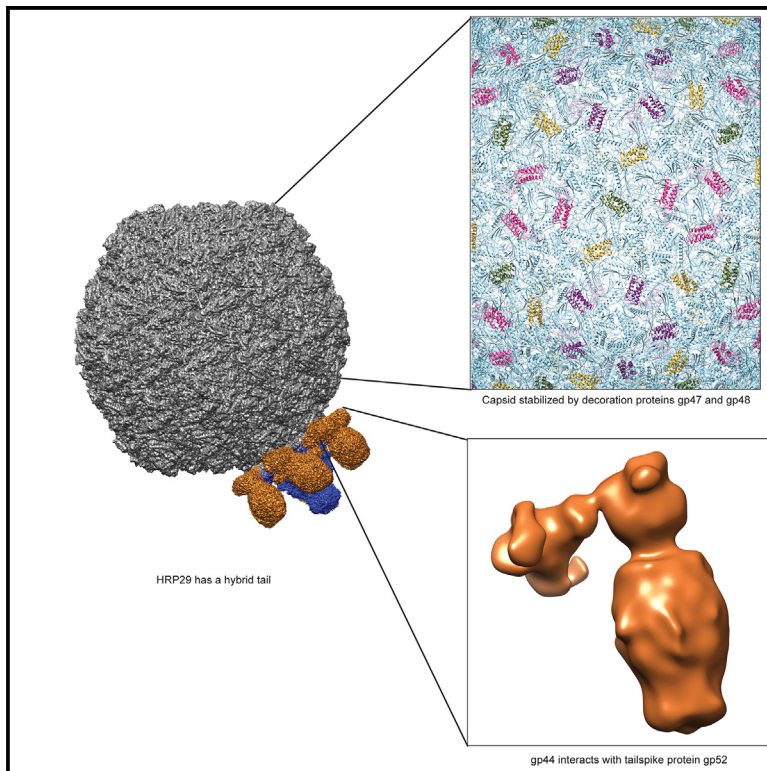 Capsid stabilized by decoration proteins gp47 and gp48
HRP29 has a hybrid tail
gp44 interacts with tailspike protein gp52